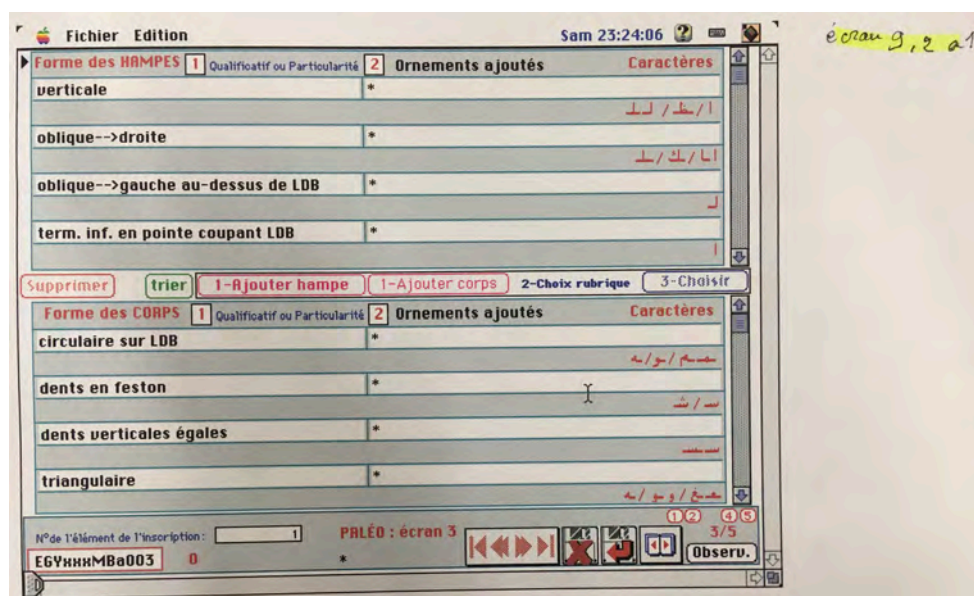 Fichier Edition Sam 23:24:06
écran 9, 2 a1
Forme des HAMPES 1 Qualificatif ou Particularité 2 Ornements ajoutés Caractères
verticale *
oblique-->droite *
oblique-->gauche au-dessus de LDB *
term. inf. en pointe coupant LDB *
Supprimer trier 1-Ajouter hampe 1-Ajouter corps 2-Choix rubrique 3-Choisir
Forme des CORPS 1 Qualificatif ou Particularité 2 Ornements ajoutés Caractères
circulaire sur LDB *
dents en feston *
dents verticales égales *
triangulaire *
1 2 4 5
N° de l'élément de l'inscription: 1 PALÉO : écran 3 3/5
EGYxxxMBa003 0 * Observ.